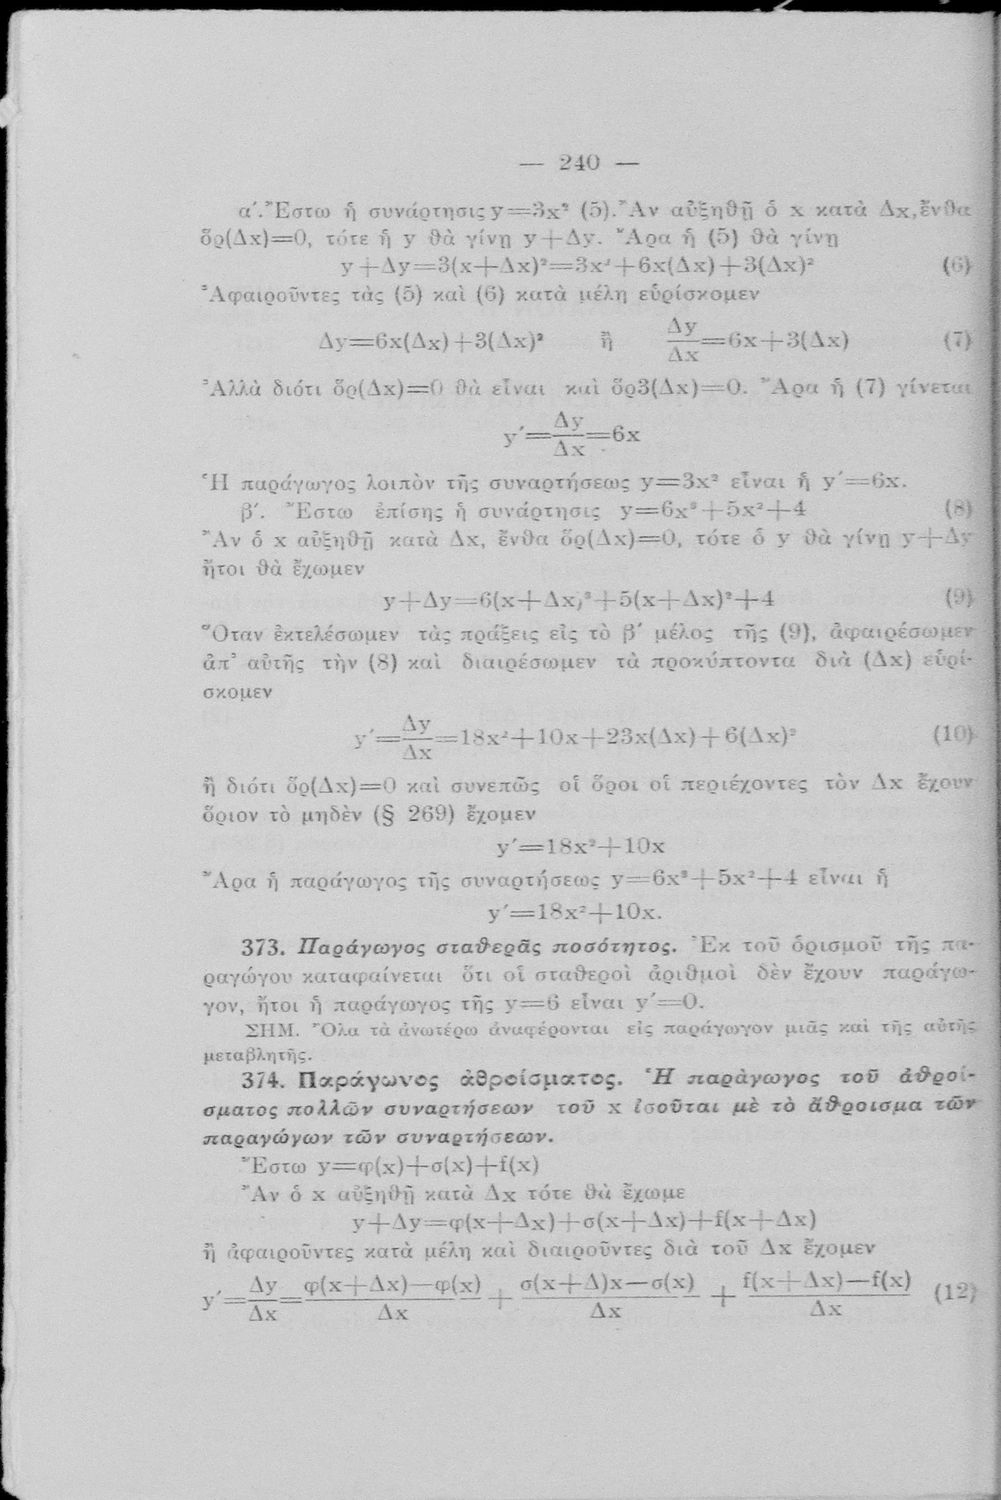 — 240 —
α΄. Ἔστω ἡ συνάρτησις y=3x² (5). Ἂν αὐξηθῇ ὁ x κατὰ Δx, ἔνθα
ὅρ(Δx)=0, τότε ἡ y θὰ γίνῃ y+Δy. Ἄρα ἡ (5) θὰ γίνῃ
y+Δy=3(x+Δx)²=3x²+6x(Δx)+3(Δx)² (6)
Ἀφαιροῦντες τὰς (5) καὶ (6) κατὰ μέλη εὑρίσκομεν
Δy=6x(Δx)+3(Δx)² ἢ Δy/Δx=6x+3(Δx) (7)
Ἀλλὰ διότι ὅρ(Δx)=0 θὰ εἶναι καὶ ὅρ3(Δx)=0. Ἄρα ἡ (7) γίνεται
y΄=Δy/Δx=6x
Ἡ παράγωγος λοιπὸν τῆς συναρτήσεως y=3x² εἶναι ἡ y΄=6x.
β΄. Ἔστω ἐπίσης ἡ συνάρτησις y=6x³+5x²+4 (8)
Ἂν ὁ x αὐξηθῇ κατὰ Δx, ἔνθα ὅρ(Δx)=0, τότε ὁ y θὰ γίνῃ y+Δy
ἤτοι θὰ ἔχωμεν
y+Δy=6(x+Δx)³+5(x+Δx)²+4 (9)
Ὅταν ἐκτελέσωμεν τὰς πράξεις εἰς τὸ β΄ μέλος τῆς (9), ἀφαιρέσωμεν
ἀπ᾽ αὐτῆς τὴν (8) καὶ διαιρέσωμεν τὰ προκύπτοντα διὰ (Δx) εὑρί-
σκομεν
y΄=Δy/Δx=18x²+10x+23x(Δx)+6(Δx)² (10)
ἢ διότι ὅρ(Δx)=0 καὶ συνεπῶς οἱ ὅροι οἱ περιέχοντες τὸν Δx ἔχουν
ὅριον τὸ μηδὲν (§ 269) ἔχομεν
y΄=18x²+10x
Ἄρα ἡ παράγωγος τῆς συναρτήσεως y=6x³+5x²+4 εἶναι ἡ
y΄=18x²+10x.
373. Παράγωγος σταθερᾶς ποσότητος. Ἐκ τοῦ ὁρισμοῦ τῆς πα-
ραγώγου καταφαίνεται ὅτι οἱ σταθεροὶ ἀριθμοὶ δὲν ἔχουν παράγω-
γον, ἤτοι ἡ παράγωγος τῆς y=6 εἶναι y΄=0.
ΣΗΜ. Ὅλα τὰ ἀνωτέρω ἀναφέρονται εἰς παράγωγον μιᾶς καὶ τῆς αὐτῆς
μεταβλητῆς.
374. Παράγωγος ἀθροίσματος. Ἡ παράγωγος τοῦ ἀθροί-
σματος πολλῶν συναρτήσεων τοῦ x ἰσοῦται μὲ τὸ ἄθροισμα τῶν
παραγώγων τῶν συναρτήσεων.
Ἔστω y=φ(x)+σ(x)+f(x)
Ἂν ὁ x αὐξηθῇ κατὰ Δx τότε θὰ ἔχωμε
y+Δy=φ(x+Δx)+σ(x+Δx)+f(x+Δx)
ἢ ἀφαιροῦντες κατὰ μέλη καὶ διαιροῦντες διὰ τοῦ Δx ἔχομεν
y΄=Δy/Δx=φ(x+Δx)—φ(x)/Δx + σ(x+Δ)x—σ(x)/Δx + f(x+Δx)—f(x)/Δx (12)